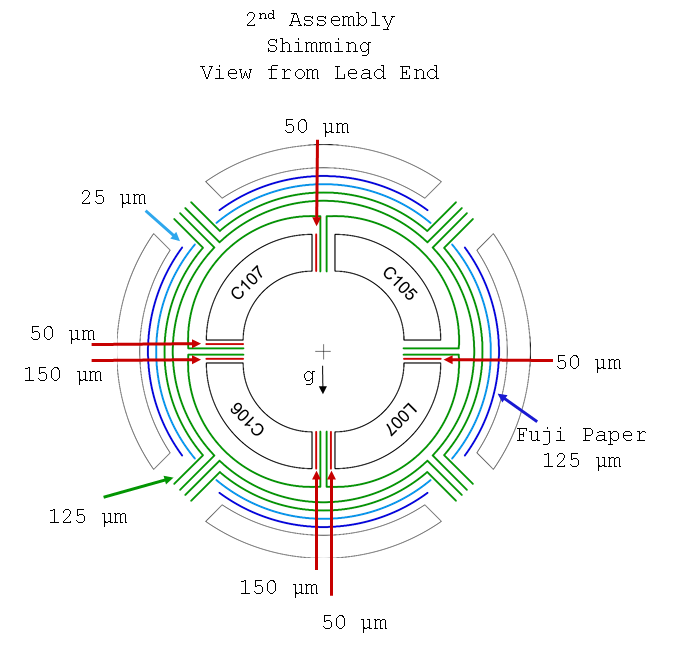 2nd Assembly
Shimming
View from Lead End
50 µm
25 µm
C107
C105
50 µm
150 µm
50 µm
g
C106
L007
Fuji Paper
125 µm
125 µm
150 µm
50 µm